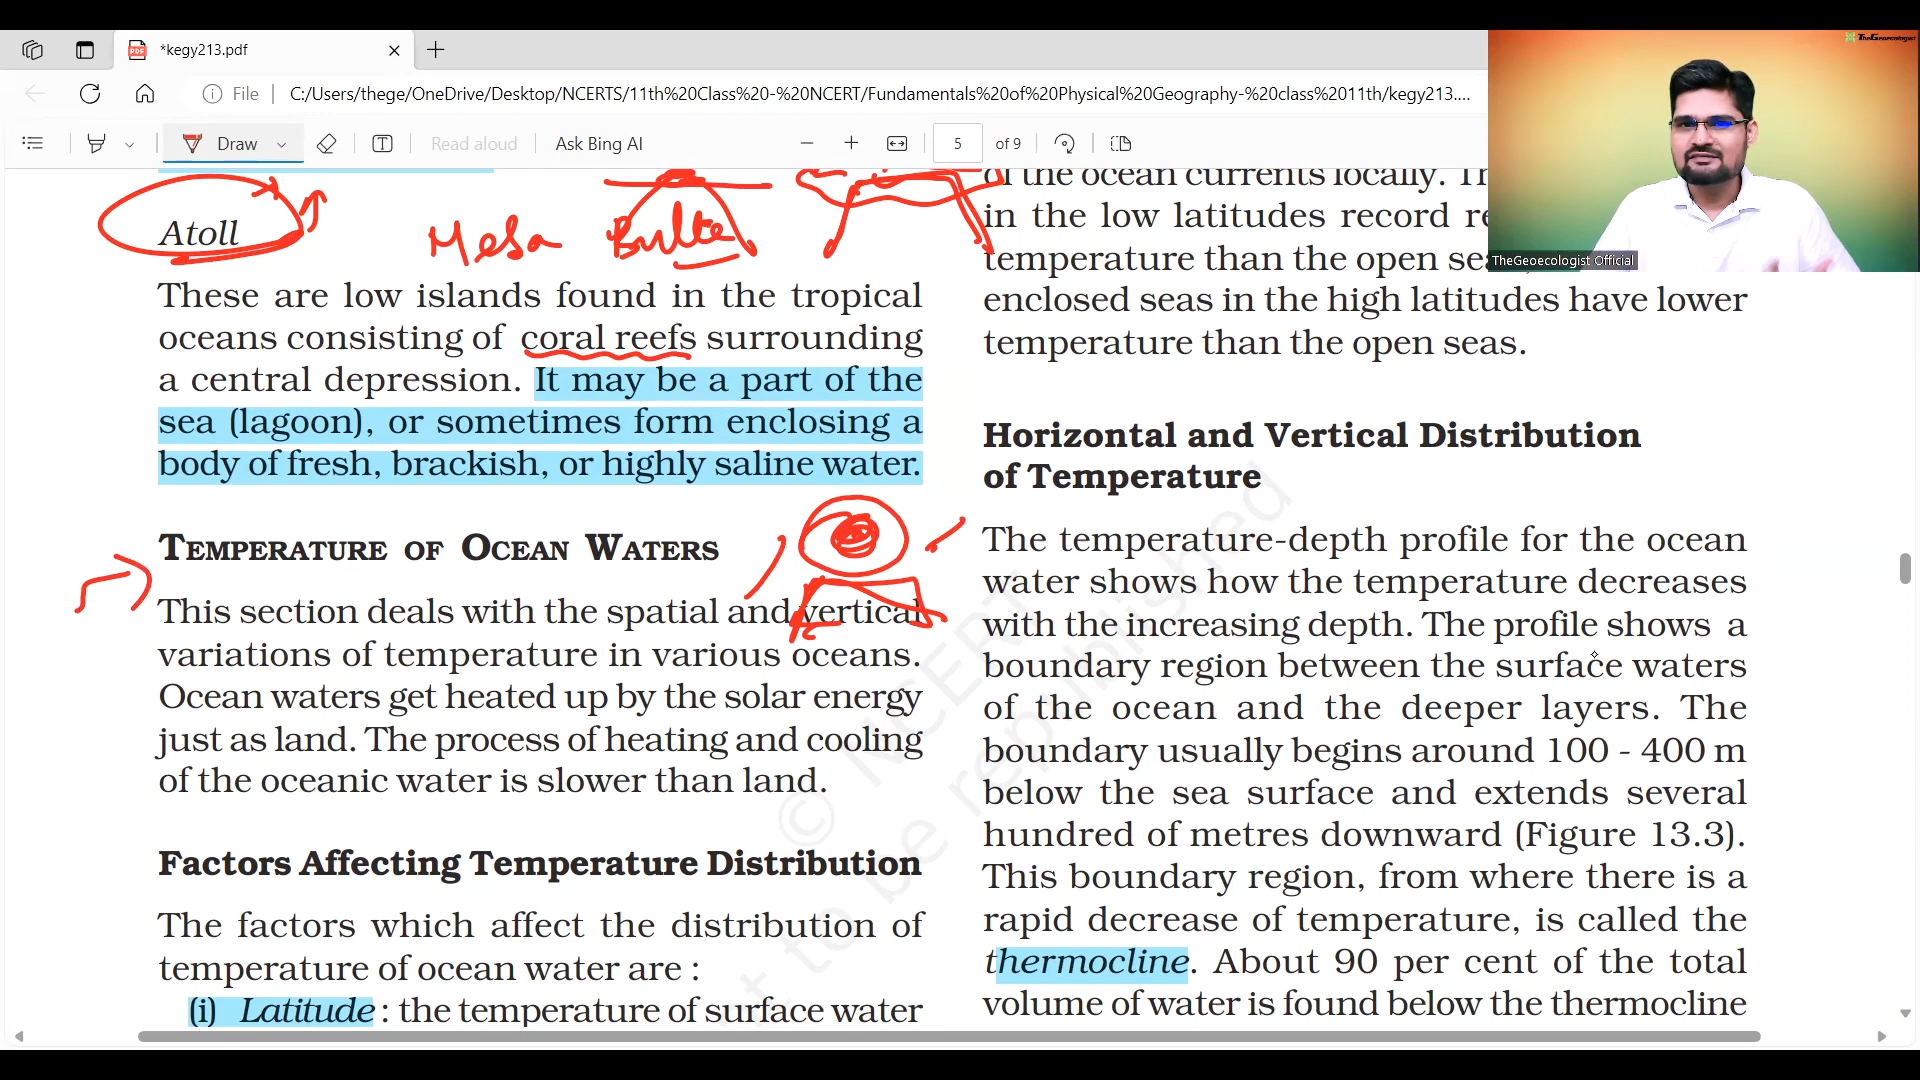 *kegy213.pdf
File
C:/Users/thege/OneDrive/Desktop/NCERTS/11th%20Class%20-%20NCERT/Fundamentals%20of%20Physical%20Geography-%20class%2011th/kegy213....
Draw
Read aloud
Ask Bing AI
5 of 9
TheGeoecologist
TheGeoecologist Official
Atoll
Mesa Butte
These are low islands found in the tropical
oceans consisting of coral reefs surrounding
a central depression. It may be a part of the
sea (lagoon), or sometimes form enclosing a
body of fresh, brackish, or highly saline water.
TEMPERATURE OF OCEAN WATERS
This section deals with the spatial and vertical
variations of temperature in various oceans.
Ocean waters get heated up by the solar energy
just as land. The process of heating and cooling
of the oceanic water is slower than land.
Factors Affecting Temperature Distribution
The factors which affect the distribution of
temperature of ocean water are :
(i) Latitude : the temperature of surface water
of the ocean currents locally.
in the low latitudes record
temperature than the open
enclosed seas in the high latitudes have lower
temperature than the open seas.
Horizontal and Vertical Distribution
of Temperature
The temperature-depth profile for the ocean
water shows how the temperature decreases
with the increasing depth. The profile shows a
boundary region between the surface waters
of the ocean and the deeper layers. The
boundary usually begins around 100 - 400 m
below the sea surface and extends several
hundred of metres downward (Figure 13.3).
This boundary region, from where there is a
rapid decrease of temperature, is called the
thermocline. About 90 per cent of the total
volume of water is found below the thermocline
© NCERT
not to be republished